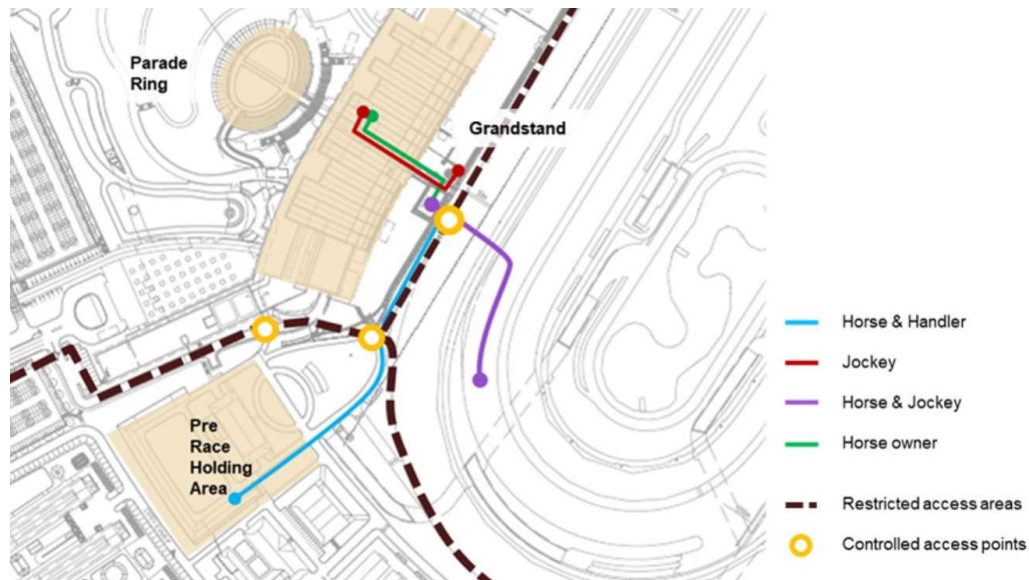 Parade
Ring
Grandstand
Pre
Race
Holding
Area
Horse & Handler
Jockey
Horse & Jockey
Horse owner
Restricted access areas
Controlled access points